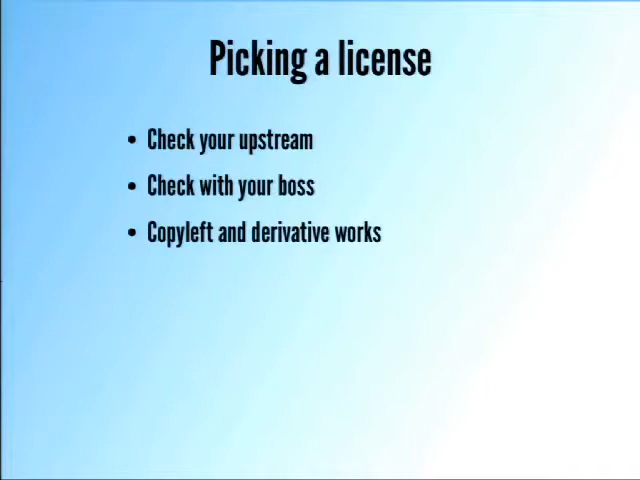 Picking a license
• Check your upstream
• Check with your boss
• Copyleft and derivative works